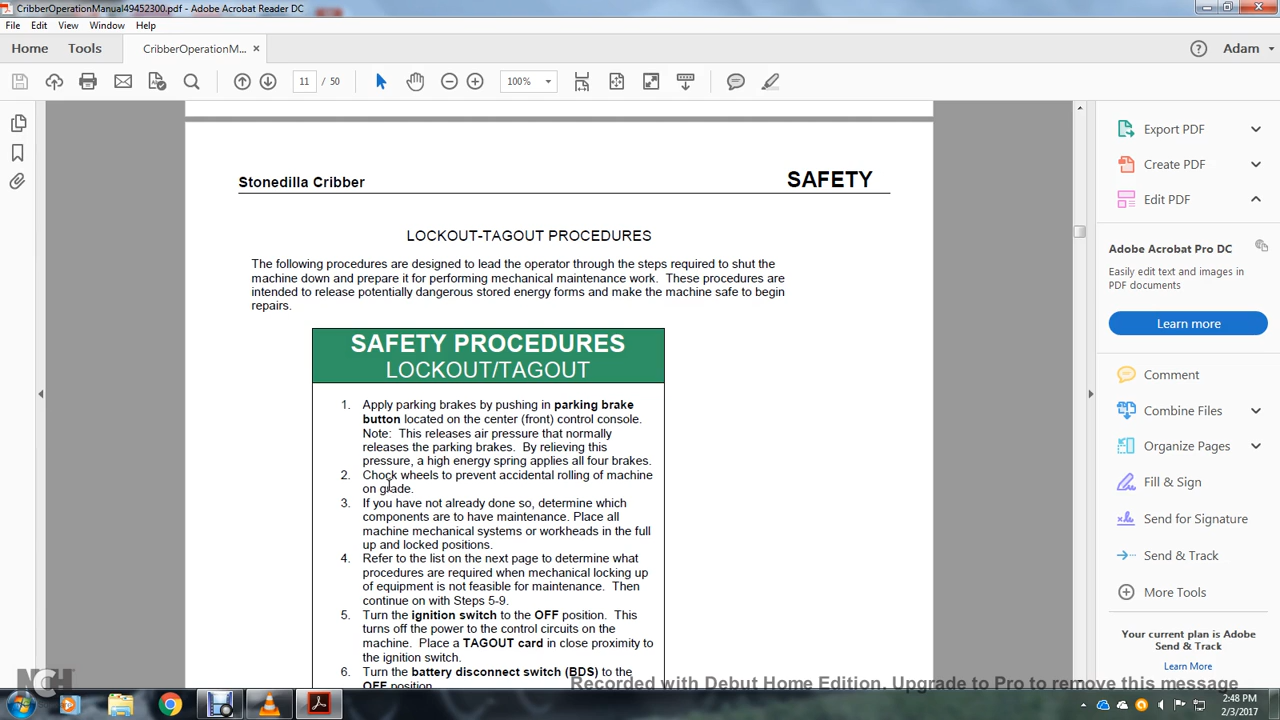 CribberOperationManual49452300.pdf - Adobe Acrobat Reader DC
File Edit View Window Help
Home Tools CribberOperationM... × Adam
11 / 50 100%
Export PDF
Create PDF
Edit PDF
Adobe Acrobat Pro DC
Easily edit text and images in
PDF documents
Learn more
Comment
Combine Files
Organize Pages
Fill & Sign
Send for Signature
Send & Track
More Tools
Your current plan is Adobe
Send & Track
Learn More
Stonedilla Cribber SAFETY
LOCKOUT-TAGOUT PROCEDURES
The following procedures are designed to lead the operator through the steps required to shut the
machine down and prepare it for performing mechanical maintenance work. These procedures are
intended to release potentially dangerous stored energy forms and make the machine safe to begin
repairs.
SAFETY PROCEDURES
LOCKOUT/TAGOUT
1. Apply parking brakes by pushing in parking brake
button located on the center (front) control console.
Note: This releases air pressure that normally
releases the parking brakes. By relieving this
pressure, a high energy spring applies all four brakes.
2. Chock wheels to prevent accidental rolling of machine
on grade.
3. If you have not already done so, determine which
components are to have maintenance. Place all
machine mechanical systems or workheads in the full
up and locked positions.
4. Refer to the list on the next page to determine what
procedures are required when mechanical locking up
of equipment is not feasible for maintenance. Then
continue on with Steps 5-9.
5. Turn the ignition switch to the OFF position. This
turns off the power to the control circuits on the
machine. Place a TAGOUT card in close proximity to
the ignition switch.
6. Turn the battery disconnect switch (BDS) to the
OFF position.
NCH
Recorded with Debut Home Edition. Upgrade to Pro to remove this message
2:48 PM
2/3/2017